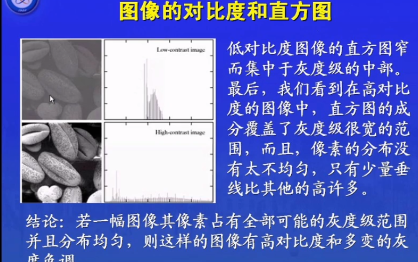 图像的对比度和直方图
Low-contrast image
High-contrast image
低对比度图像的直方图窄
而集中于灰度级的中部。
最后，我们看到在高对比
度的图像中，直方图的成
分覆盖了灰度级很宽的范
围，而且，像素的分布没
有太不均匀，只有少量垂
线比其他的高许多。
结论：若一幅图像其像素占有全部可能的灰度级范围
并且分布均匀，则这样的图像有高对比度和多变的灰
度色调